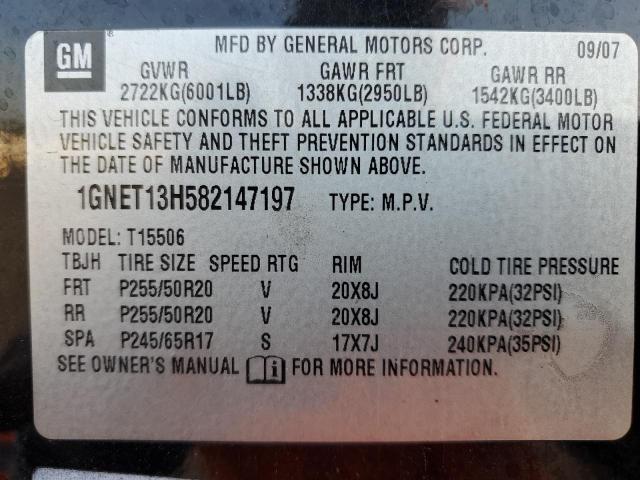 GM MFD BY GENERAL MOTORS CORP. 09/07
GVWR GAWR FRT GAWR RR
2722KG(6001LB) 1338KG(2950LB) 1542KG(3400LB)
THIS VEHICLE CONFORMS TO ALL APPLICABLE U.S. FEDERAL MOTOR
VEHICLE SAFETY AND THEFT PREVENTION STANDARDS IN EFFECT ON
THE DATE OF MANUFACTURE SHOWN ABOVE.
1GNET13H582147197 TYPE: M.P.V.
MODEL: T15506
TBJH TIRE SIZE SPEED RTG RIM COLD TIRE PRESSURE
FRT P255/50R20 V 20X8J 220KPA(32PSI)
RR P255/50R20 V 20X8J 220KPA(32PSI)
SPA P245/65R17 S 17X7J 240KPA(35PSI)
SEE OWNER'S MANUAL i FOR MORE INFORMATION.